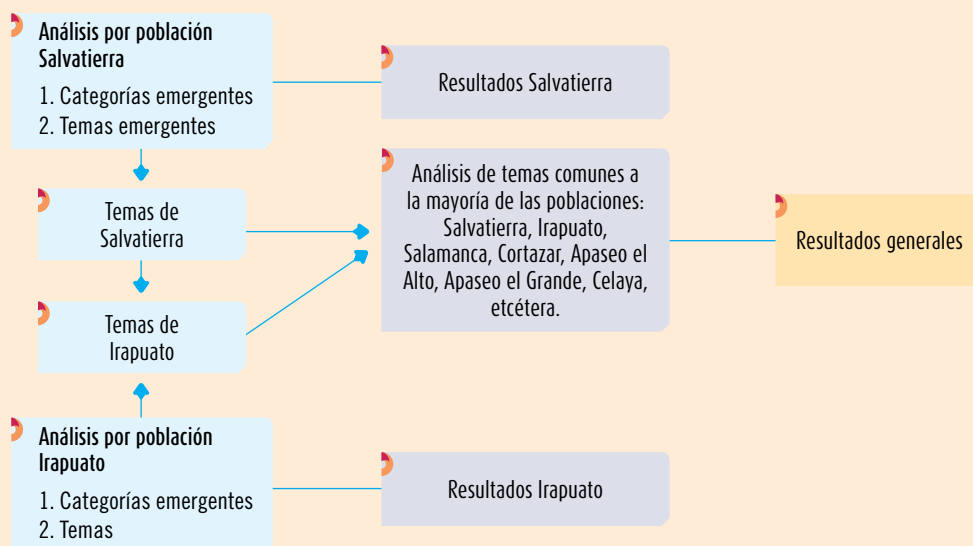 Análisis por población
Salvatierra
1. Categorías emergentes
2. Temas emergentes
Resultados Salvatierra
Temas de
Salvatierra
Análisis de temas comunes a
la mayoría de las poblaciones:
Salvatierra, Irapuato,
Salamanca, Cortazar, Apaseo el
Alto, Apaseo el Grande, Celaya,
etcétera.
Resultados generales
Temas de
Irapuato
Análisis por población
Irapuato
1. Categorías emergentes
2. Temas
Resultados Irapuato